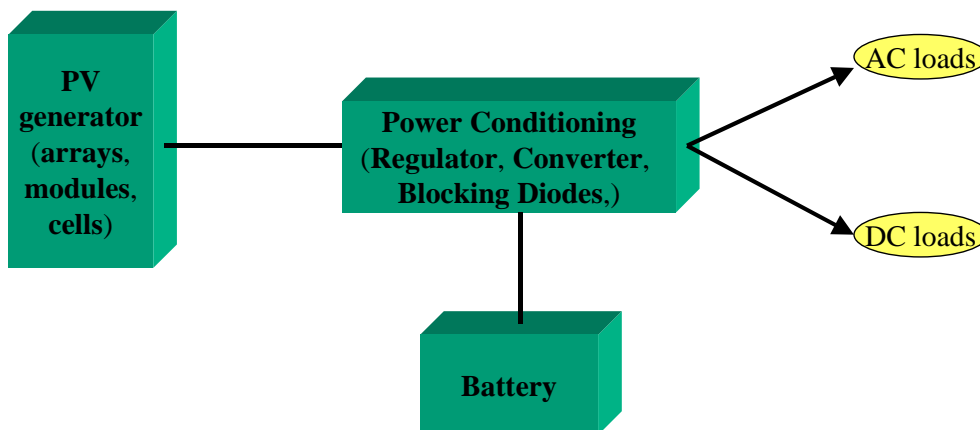 PV
generator
(arrays,
modules,
cells)
Power Conditioning
(Regulator, Converter,
Blocking Diodes,)
AC loads
DC loads
Battery